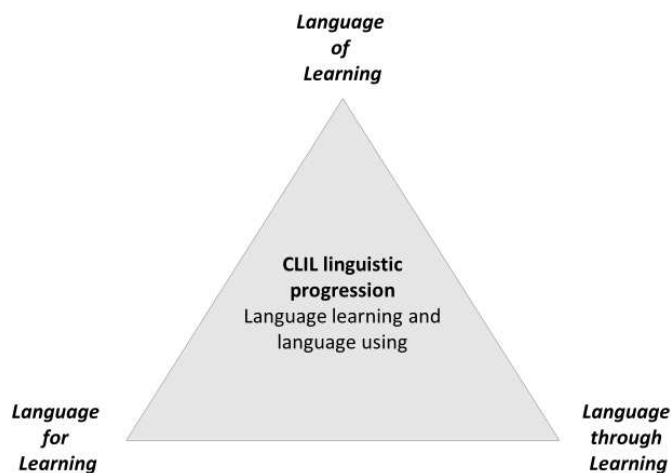 Language
of
Learning
CLIL linguistic
progression
Language learning and
language using
Language
for
Learning
Language
through
Learning